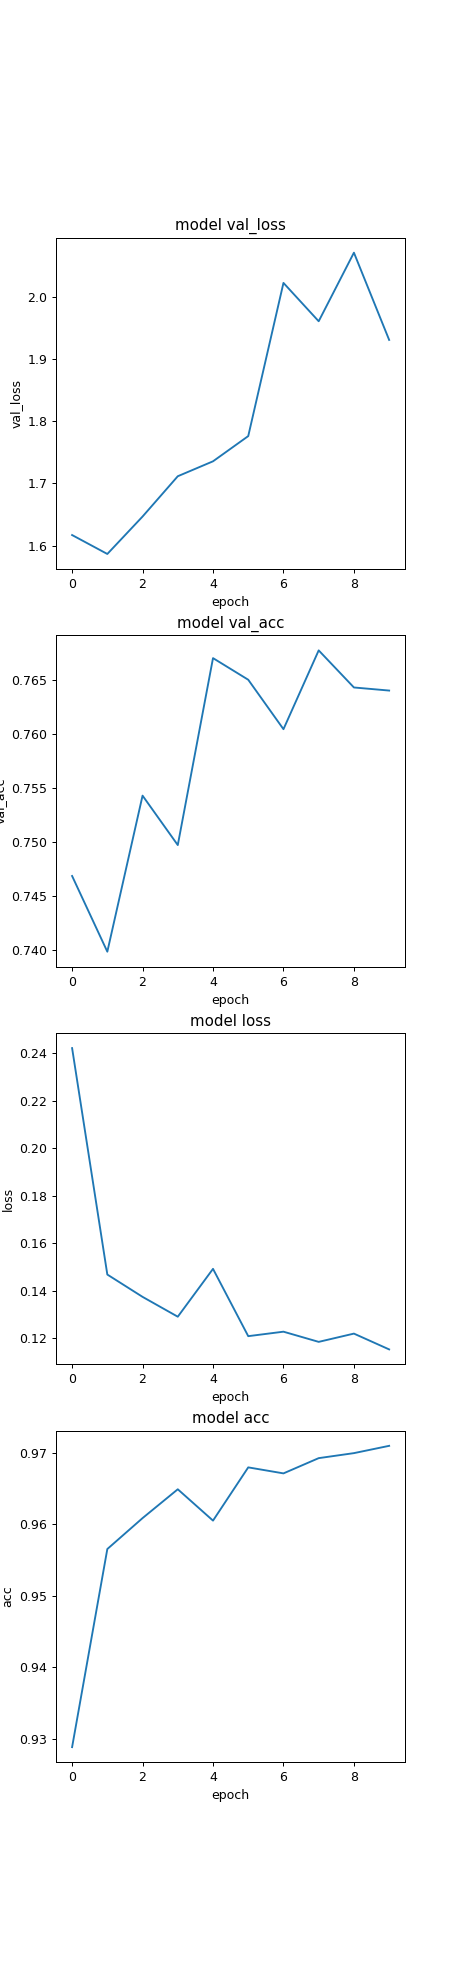 model val_loss
2.0
1.9
1.8
1.7
1.6
val_loss
0 2 4 6 8
epoch
model val_acc
0.765
0.760
0.755
0.750
0.745
0.740
val_acc
0 2 4 6 8
epoch
model loss
0.24
0.22
0.20
0.18
0.16
0.14
0.12
loss
0 2 4 6 8
epoch
model acc
0.97
0.96
0.95
0.94
0.93
acc
0 2 4 6 8
epoch